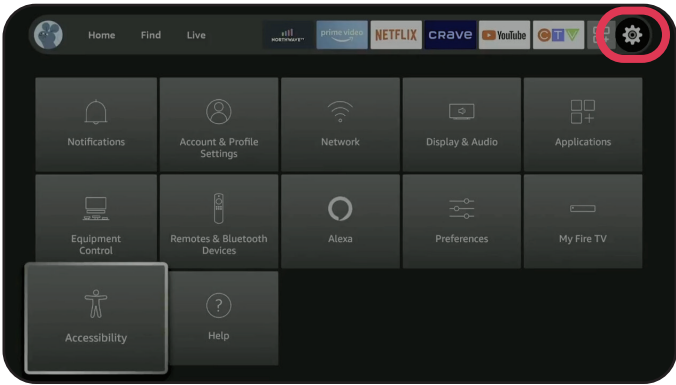 Home Find Live NORTHWAVE prime video NETFLIX CRAVE YouTube CTV
Notifications
Account & Profile
Settings
Network
Display & Audio
Applications
Equipment
Control
Remotes & Bluetooth
Devices
Alexa
Preferences
My Fire TV
Accessibility
Help